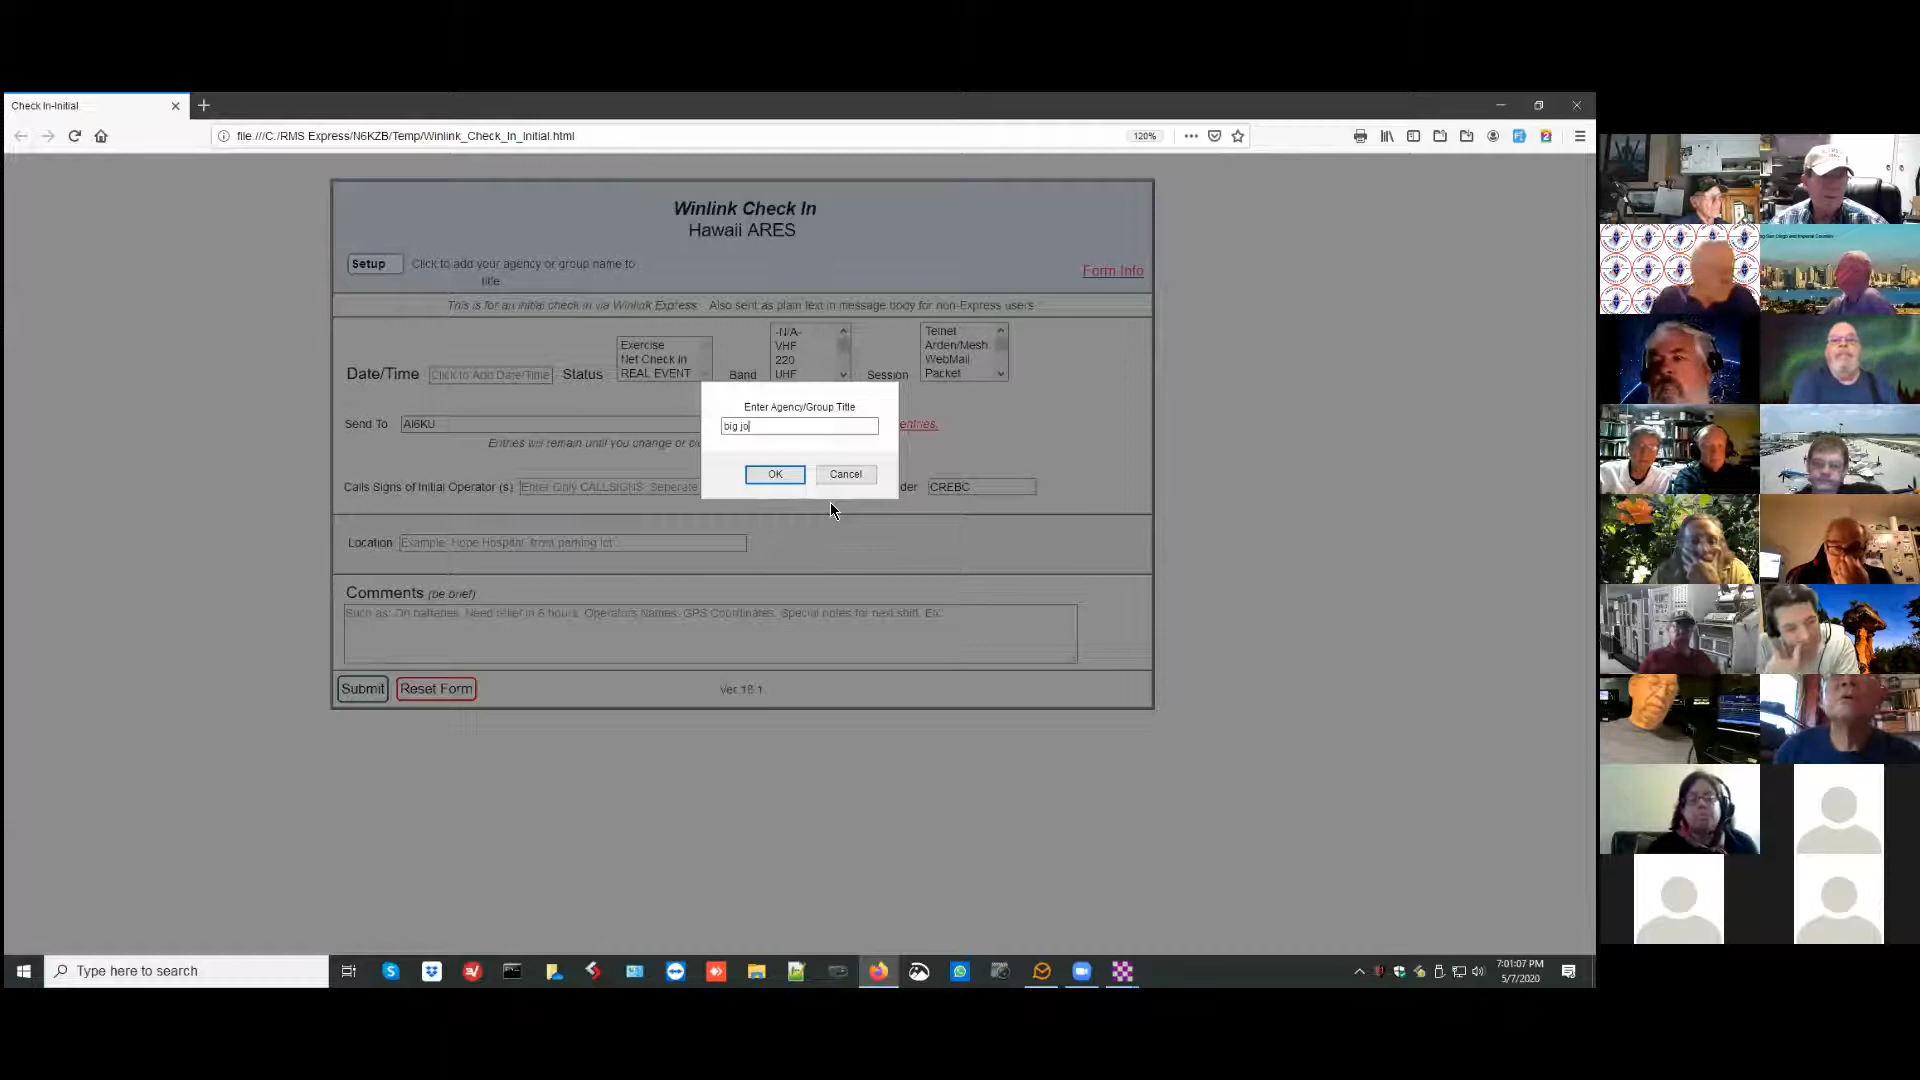 Check In-Initial
file:///C:/RMS Express/N6KZB/Temp/Winlink_Check_In_Initial.html
120%
Winlink Check In
Hawaii ARES
Setup
Click to add your agency or group name to
title.
Form Info
This is for an initial check in via Winlink Express. Also sent as plain text in message body for non-Express users
Date/Time
Click to Add Date/Time
Status
Exercise
Net Check In
REAL EVENT
Band
-N/A-
VHF
220
UHF
Session
Telnet
Arden/Mesh
WebMail
Packet
Enter Agency/Group Title
big jo
OK
Cancel
Send To
AI6KU
entries.
Entries will remain until you change or
Calls Signs of Initial Operator (s)
Enter Only CALLSIGNS. Seperate
der
CREBC
Location
Example: Hope Hospital, front parking lot
Comments (be brief)
Such as: On batteries. Need relief in 6 hours. Operators Names. GPS Coordinates. Special notes for next shift. Etc.
Submit
Reset Form
Type here to search
7:01:07 PM
5/7/2020